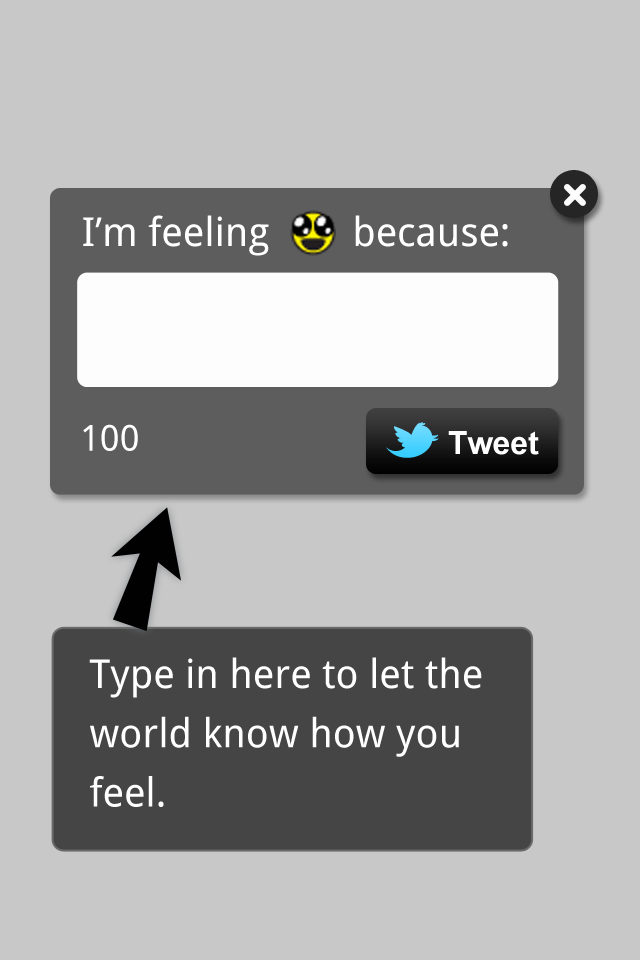 I’m feeling because:
100
Tweet
Type in here to let the
world know how you
feel.